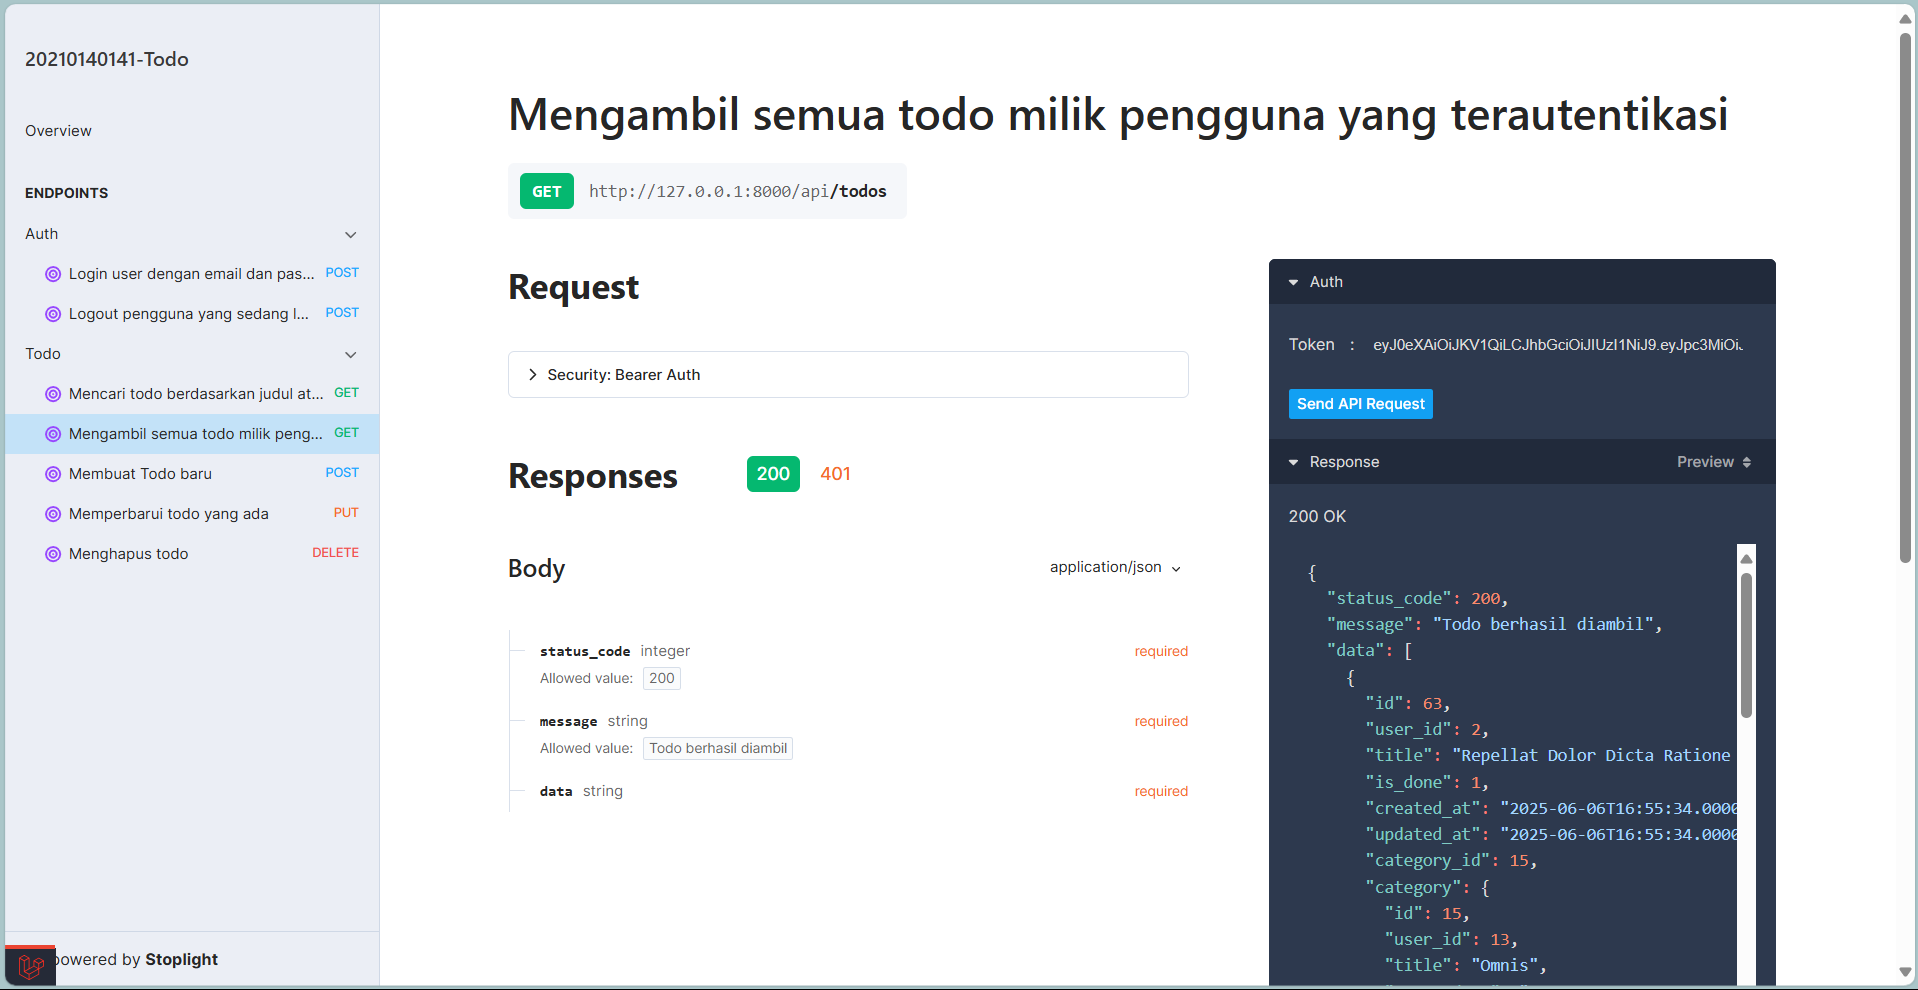 20210140141-Todo
Overview
ENDPOINTS
Auth
Login user dengan email dan pas... POST
Logout pengguna yang sedang l... POST
Todo
Mencari todo berdasarkan judul at... GET
Mengambil semua todo milik peng... GET
Membuat Todo baru POST
Memperbarui todo yang ada PUT
Menghapus todo DELETE
powered by Stoplight
Mengambil semua todo milik pengguna yang terautentikasi
GET http://127.0.0.1:8000/api/todos
Request
Security: Bearer Auth
Responses 200 401
Body application/json
status_code integer required
Allowed value: 200
message string required
Allowed value: Todo berhasil diambil
data string required
Auth
Token : eyJ0eXAiOiJKV1QiLCJhbGciOiJIUzI1NiJ9.eyJpc3MiOiJ
Send API Request
Response Preview
200 OK
{
"status_code": 200,
"message": "Todo berhasil diambil",
"data": [
{
"id": 63,
"user_id": 2,
"title": "Repellat Dolor Dicta Ratione
"is_done": 1,
"created_at": "2025-06-06T16:55:34.0000
"updated_at": "2025-06-06T16:55:34.0000
"category_id": 15,
"category": {
"id": 15,
"user_id": 13,
"title": "Omnis",